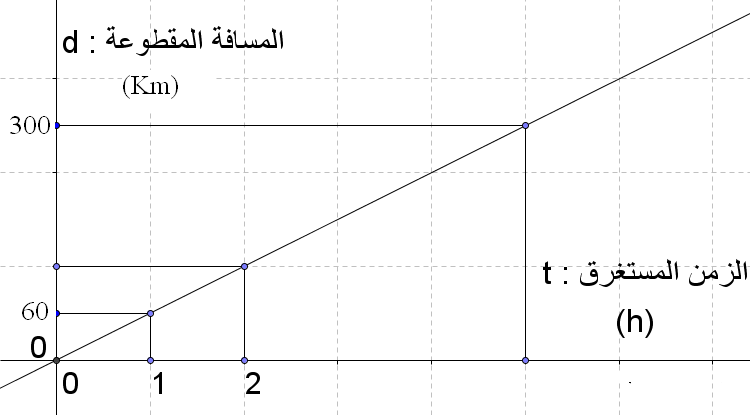 d : المسافة المقطوعة
(Km)
300
t : الزمن المستغرق
60
(h)
0
0 1 2